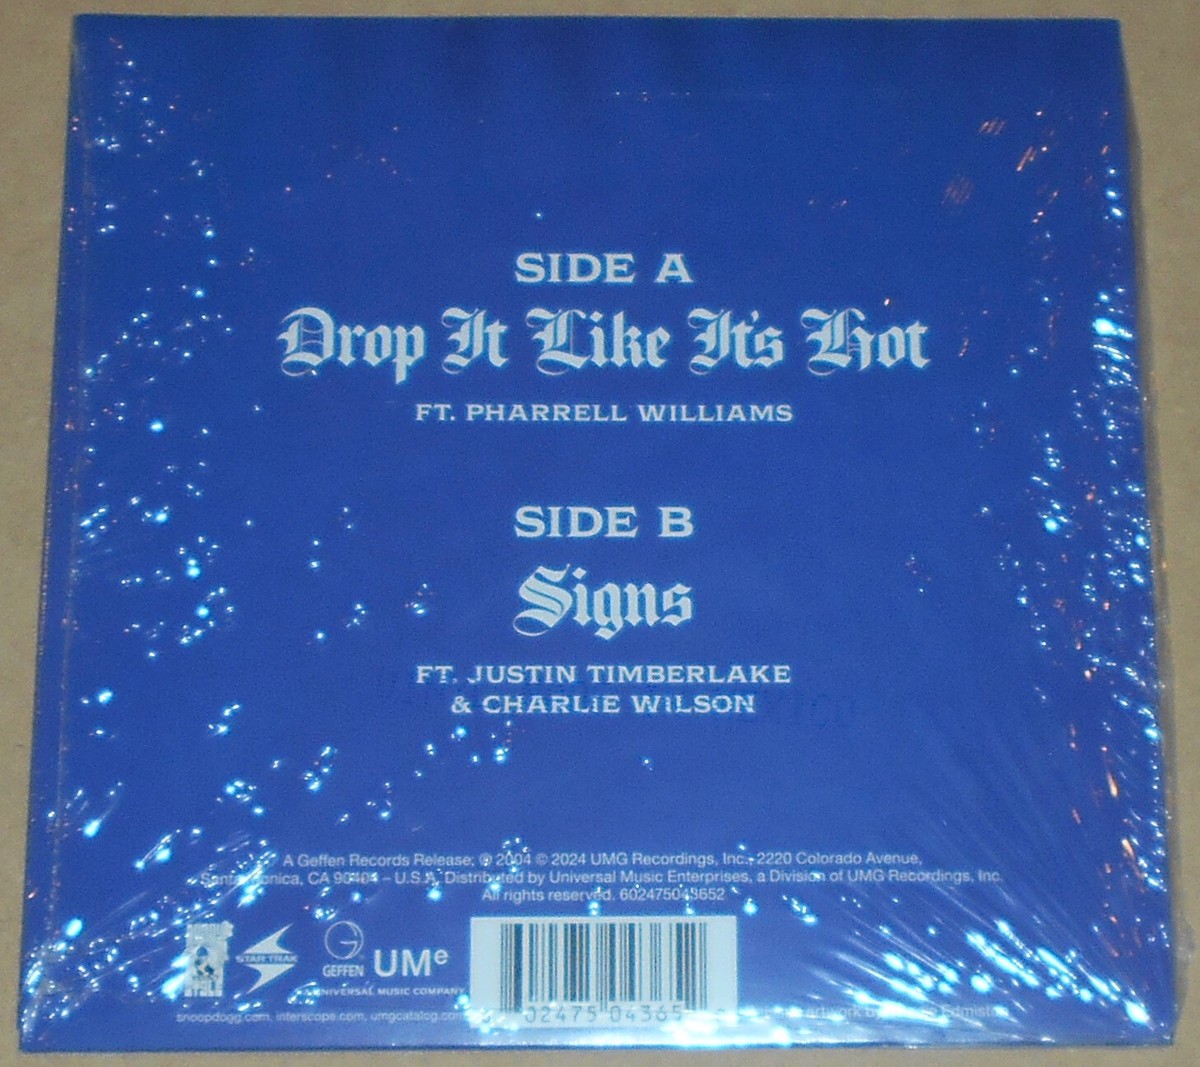 SIDE A
Drop It Like It's Hot
FT. PHARRELL WILLIAMS
SIDE B
Signs
FT. JUSTIN TIMBERLAKE
& CHARLIE WILSON
A Geffen Records Release; ℗ 2004 © 2024 UMG Recordings, Inc., 2220 Colorado Avenue,
Santa Monica, CA 90404 – U.S.A. Distributed by Universal Music Enterprises, a Division of UMG Recordings, Inc.
All rights reserved. 602475043652
STAR TRAK
GEFFEN
UMe
A UNIVERSAL MUSIC COMPANY
02475 04365
snoopdogg.com, interscope.com, umgcatalog.com
artwork by Edmiston